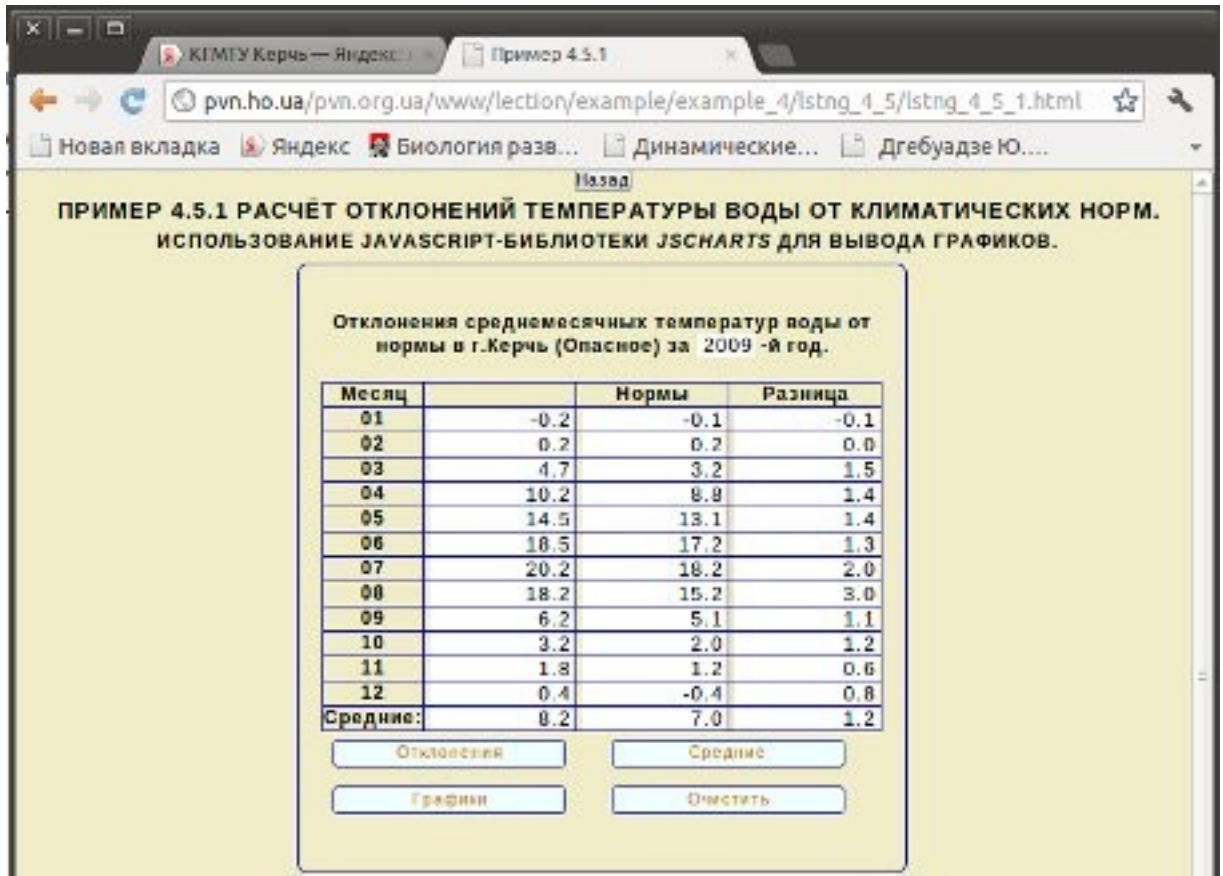 КГМТУ Керчь — Яндекс: Пример 4.5.1
pvn.ho.ua/pvn.org.ua/www/lection/example/example_4/lstng_4_5/lstng_4_5_1.html
Новая вкладка Яндекс Биология разв... Динамические... Дгебуадзе Ю....
Назад
ПРИМЕР 4.5.1 РАСЧЁТ ОТКЛОНЕНИЙ ТЕМПЕРАТУРЫ ВОДЫ ОТ КЛИМАТИЧЕСКИХ НОРМ.
ИСПОЛЬЗОВАНИЕ JAVASCRIPT-БИБЛИОТЕКИ JSCHARTS ДЛЯ ВЫВОДА ГРАФИКОВ.
Отклонения среднемесячных температур воды от
нормы в г.Керчь (Опасное) за 2009 -й год.
Месяц Нормы Разница
01 -0.2 -0.1 -0.1
02 0.2 0.2 0.0
03 4.7 3.2 1.5
04 10.2 8.8 1.4
05 14.5 13.1 1.4
06 18.5 17.2 1.3
07 20.2 18.2 2.0
08 18.2 15.2 3.0
09 6.2 5.1 1.1
10 3.2 2.0 1.2
11 1.8 1.2 0.6
12 0.4 -0.4 0.8
Средние: 8.2 7.0 1.2
Отклонения Средние
Графики Очистить